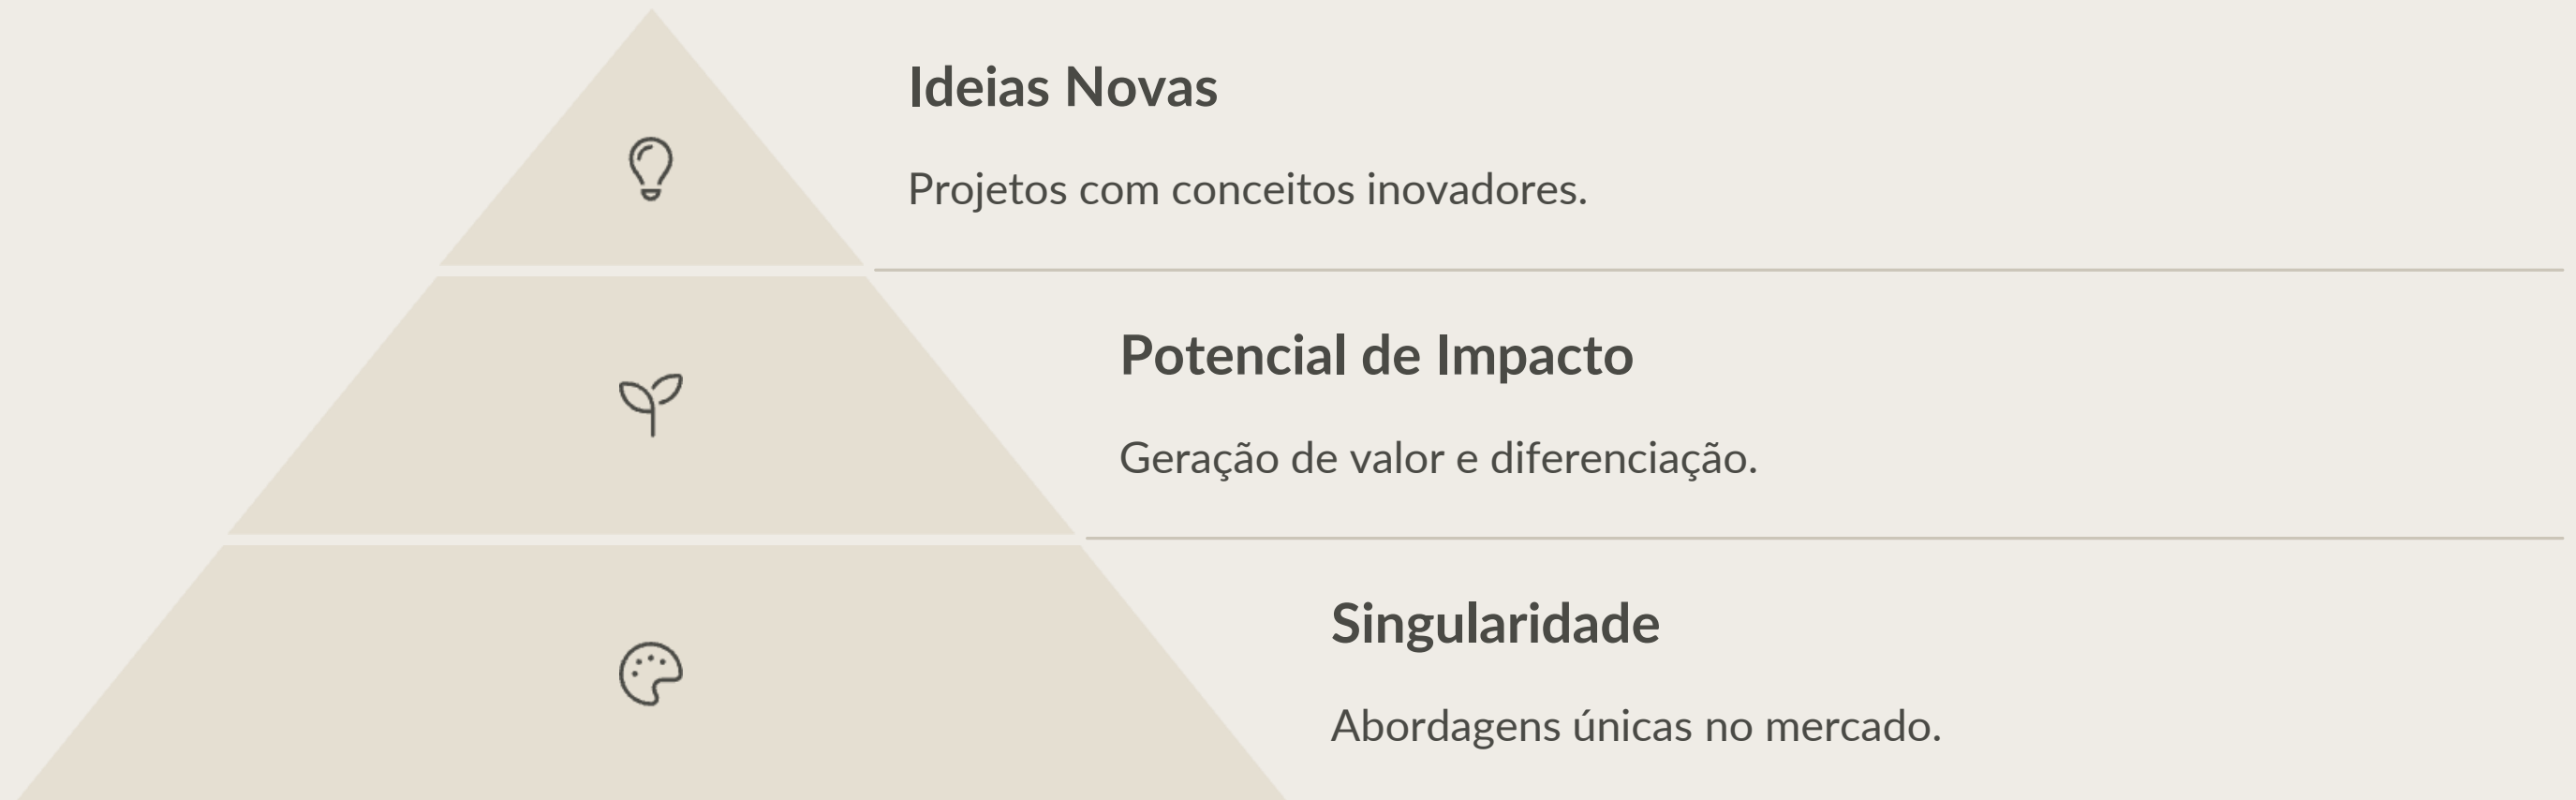 Ideias Novas
Projetos com conceitos inovadores.
Potencial de Impacto
Geração de valor e diferenciação.
Singularidade
Abordagens únicas no mercado.